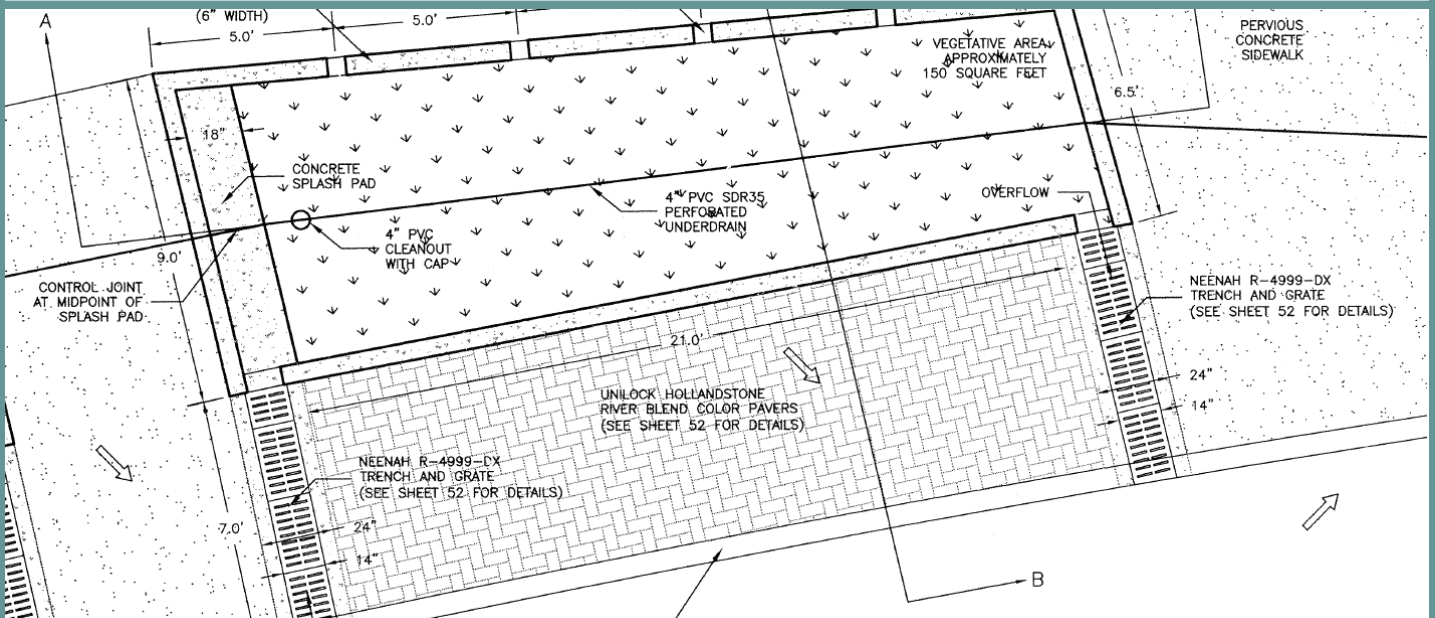 A
(6" WIDTH)
5.0'
5.0'
PERVIOUS
CONCRETE
SIDEWALK
VEGETATIVE AREA,
APPROXIMATELY
150 SQUARE FEET
6.5'
18"
CONCRETE
SPLASH PAD
4" PVC SDR35
PERFORATED
UNDERDRAIN
OVERFLOW
4" PVC
CLEANOUT
WITH CAP
9.0'
CONTROL JOINT
AT MIDPOINT OF
SPLASH PAD
NEENAH R-4999-DX
TRENCH AND GRATE
(SEE SHEET 52 FOR DETAILS)
21.0'
UNILOCK HOLLANDSTONE
RIVER BLEND COLOR PAVERS
(SEE SHEET 52 FOR DETAILS)
24"
14"
NEENAH R-4999-DX
TRENCH AND GRATE
(SEE SHEET 52 FOR DETAILS)
7.0'
24"
14"
B